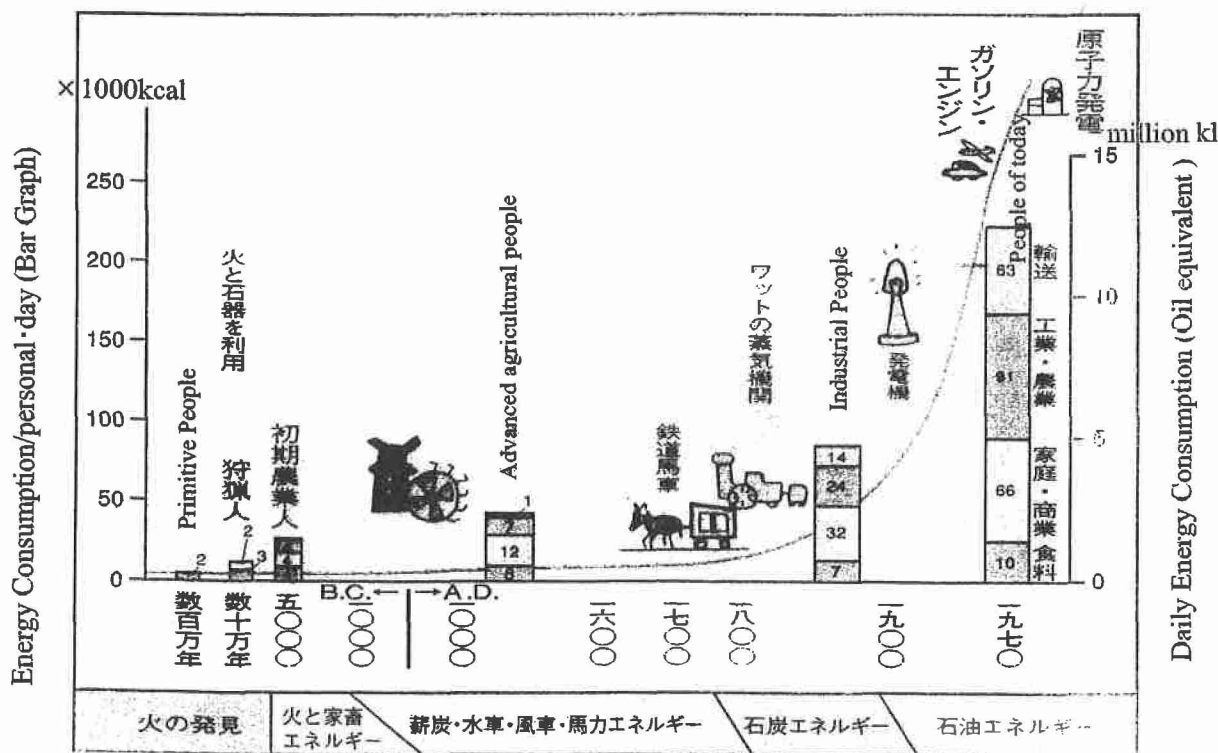 × 1000kcal
250
200
150
100
50
0
Energy Consumption/personal·day (Bar Graph)
Primitive People
火と石器を利用
狩猟人
初期農業人
Advanced agricultural people
鉄道馬車
ワットの蒸気機関
Industrial People
発電機
ガソリン・
エンジン
People of today
原子力発電
million kl
15
10
5
0
Daily Energy Consumption (Oil equivalent )
2
2
3
4
1
7
12
6
14
24
32
7
63
91
66
10
輸送
工業・農業
家庭・商業
食料
B.C. ← → A.D.
数百万年
数十万年
五〇〇〇
一〇〇〇
一〇〇〇
一六〇〇
一七〇〇
一八〇〇
一九〇〇
一九七〇
火の発見
火と家畜
エネルギー
薪炭・水車・風車・馬力エネルギー
石炭エネルギー
石油エネルギー